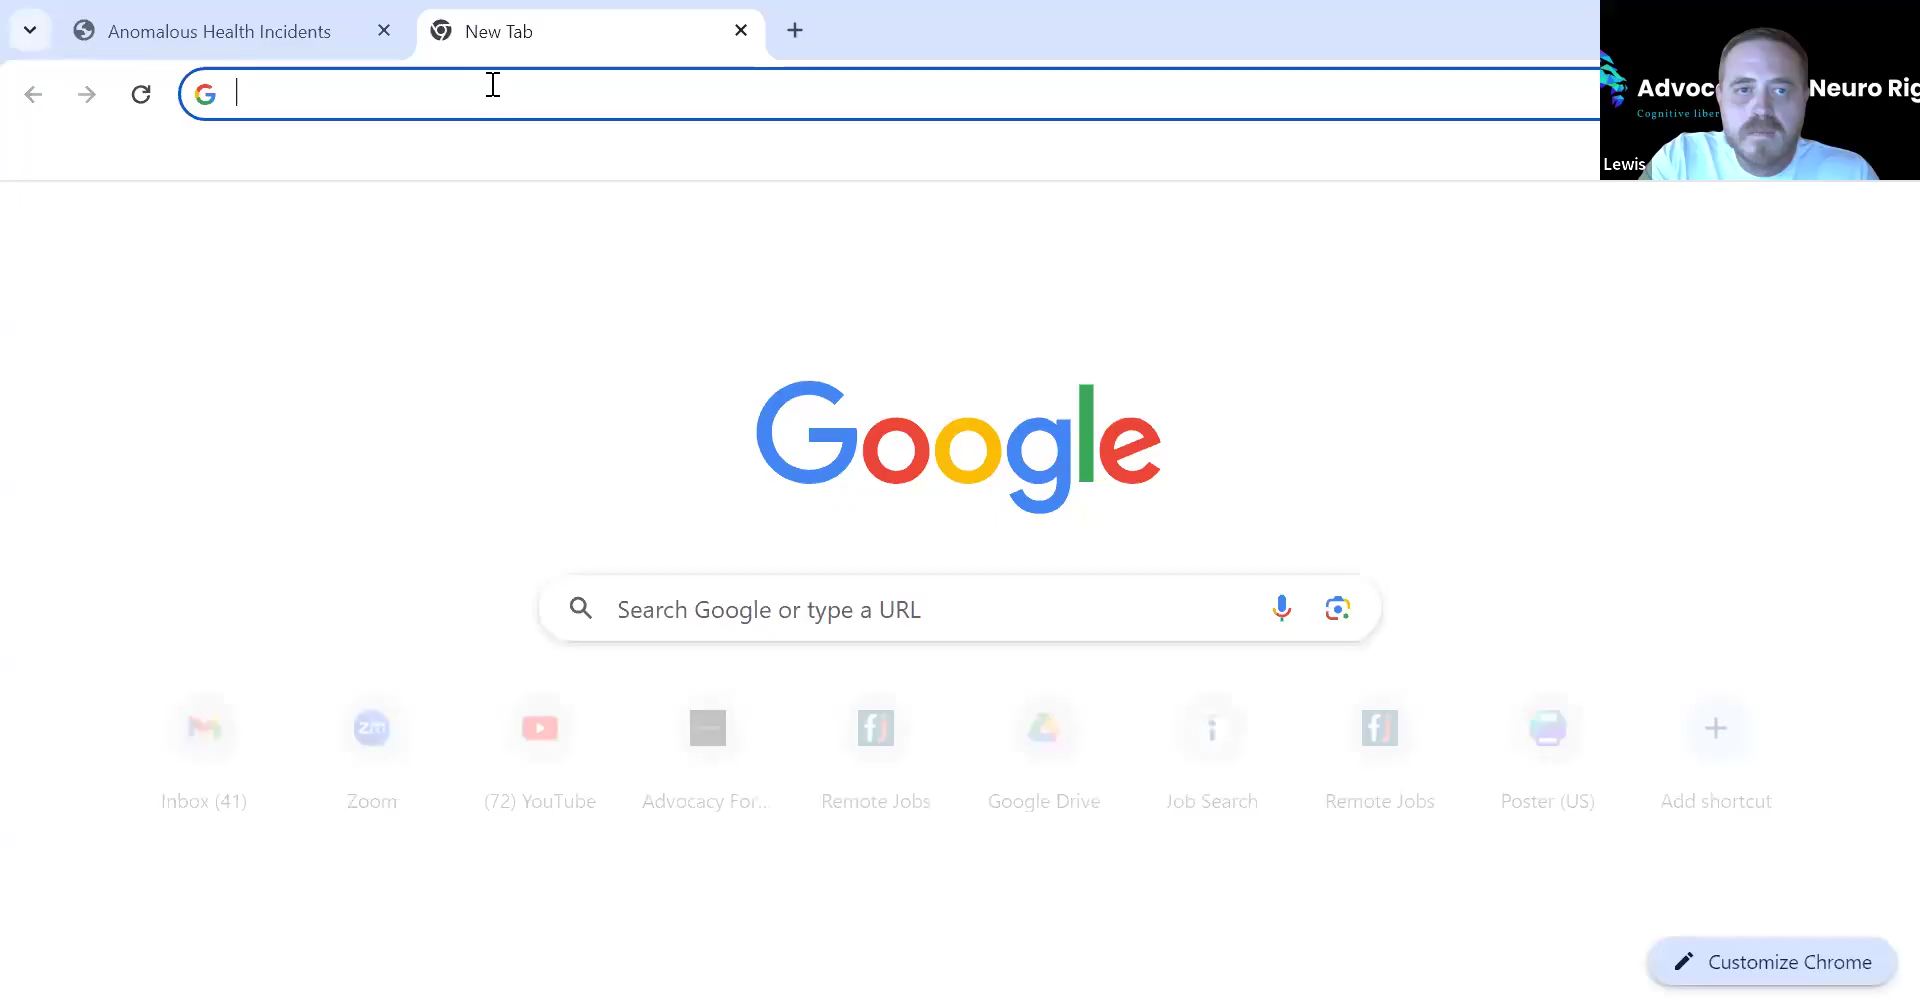 Anomalous Health Incidents
New Tab
Advoc Neuro Rig
Cognitive liber
Lewis
Google
Search Google or type a URL
Inbox (41)
Zoom
(72) YouTube
Advocacy For...
Remote Jobs
Google Drive
Job Search
Remote Jobs
Poster (US)
Add shortcut
Customize Chrome